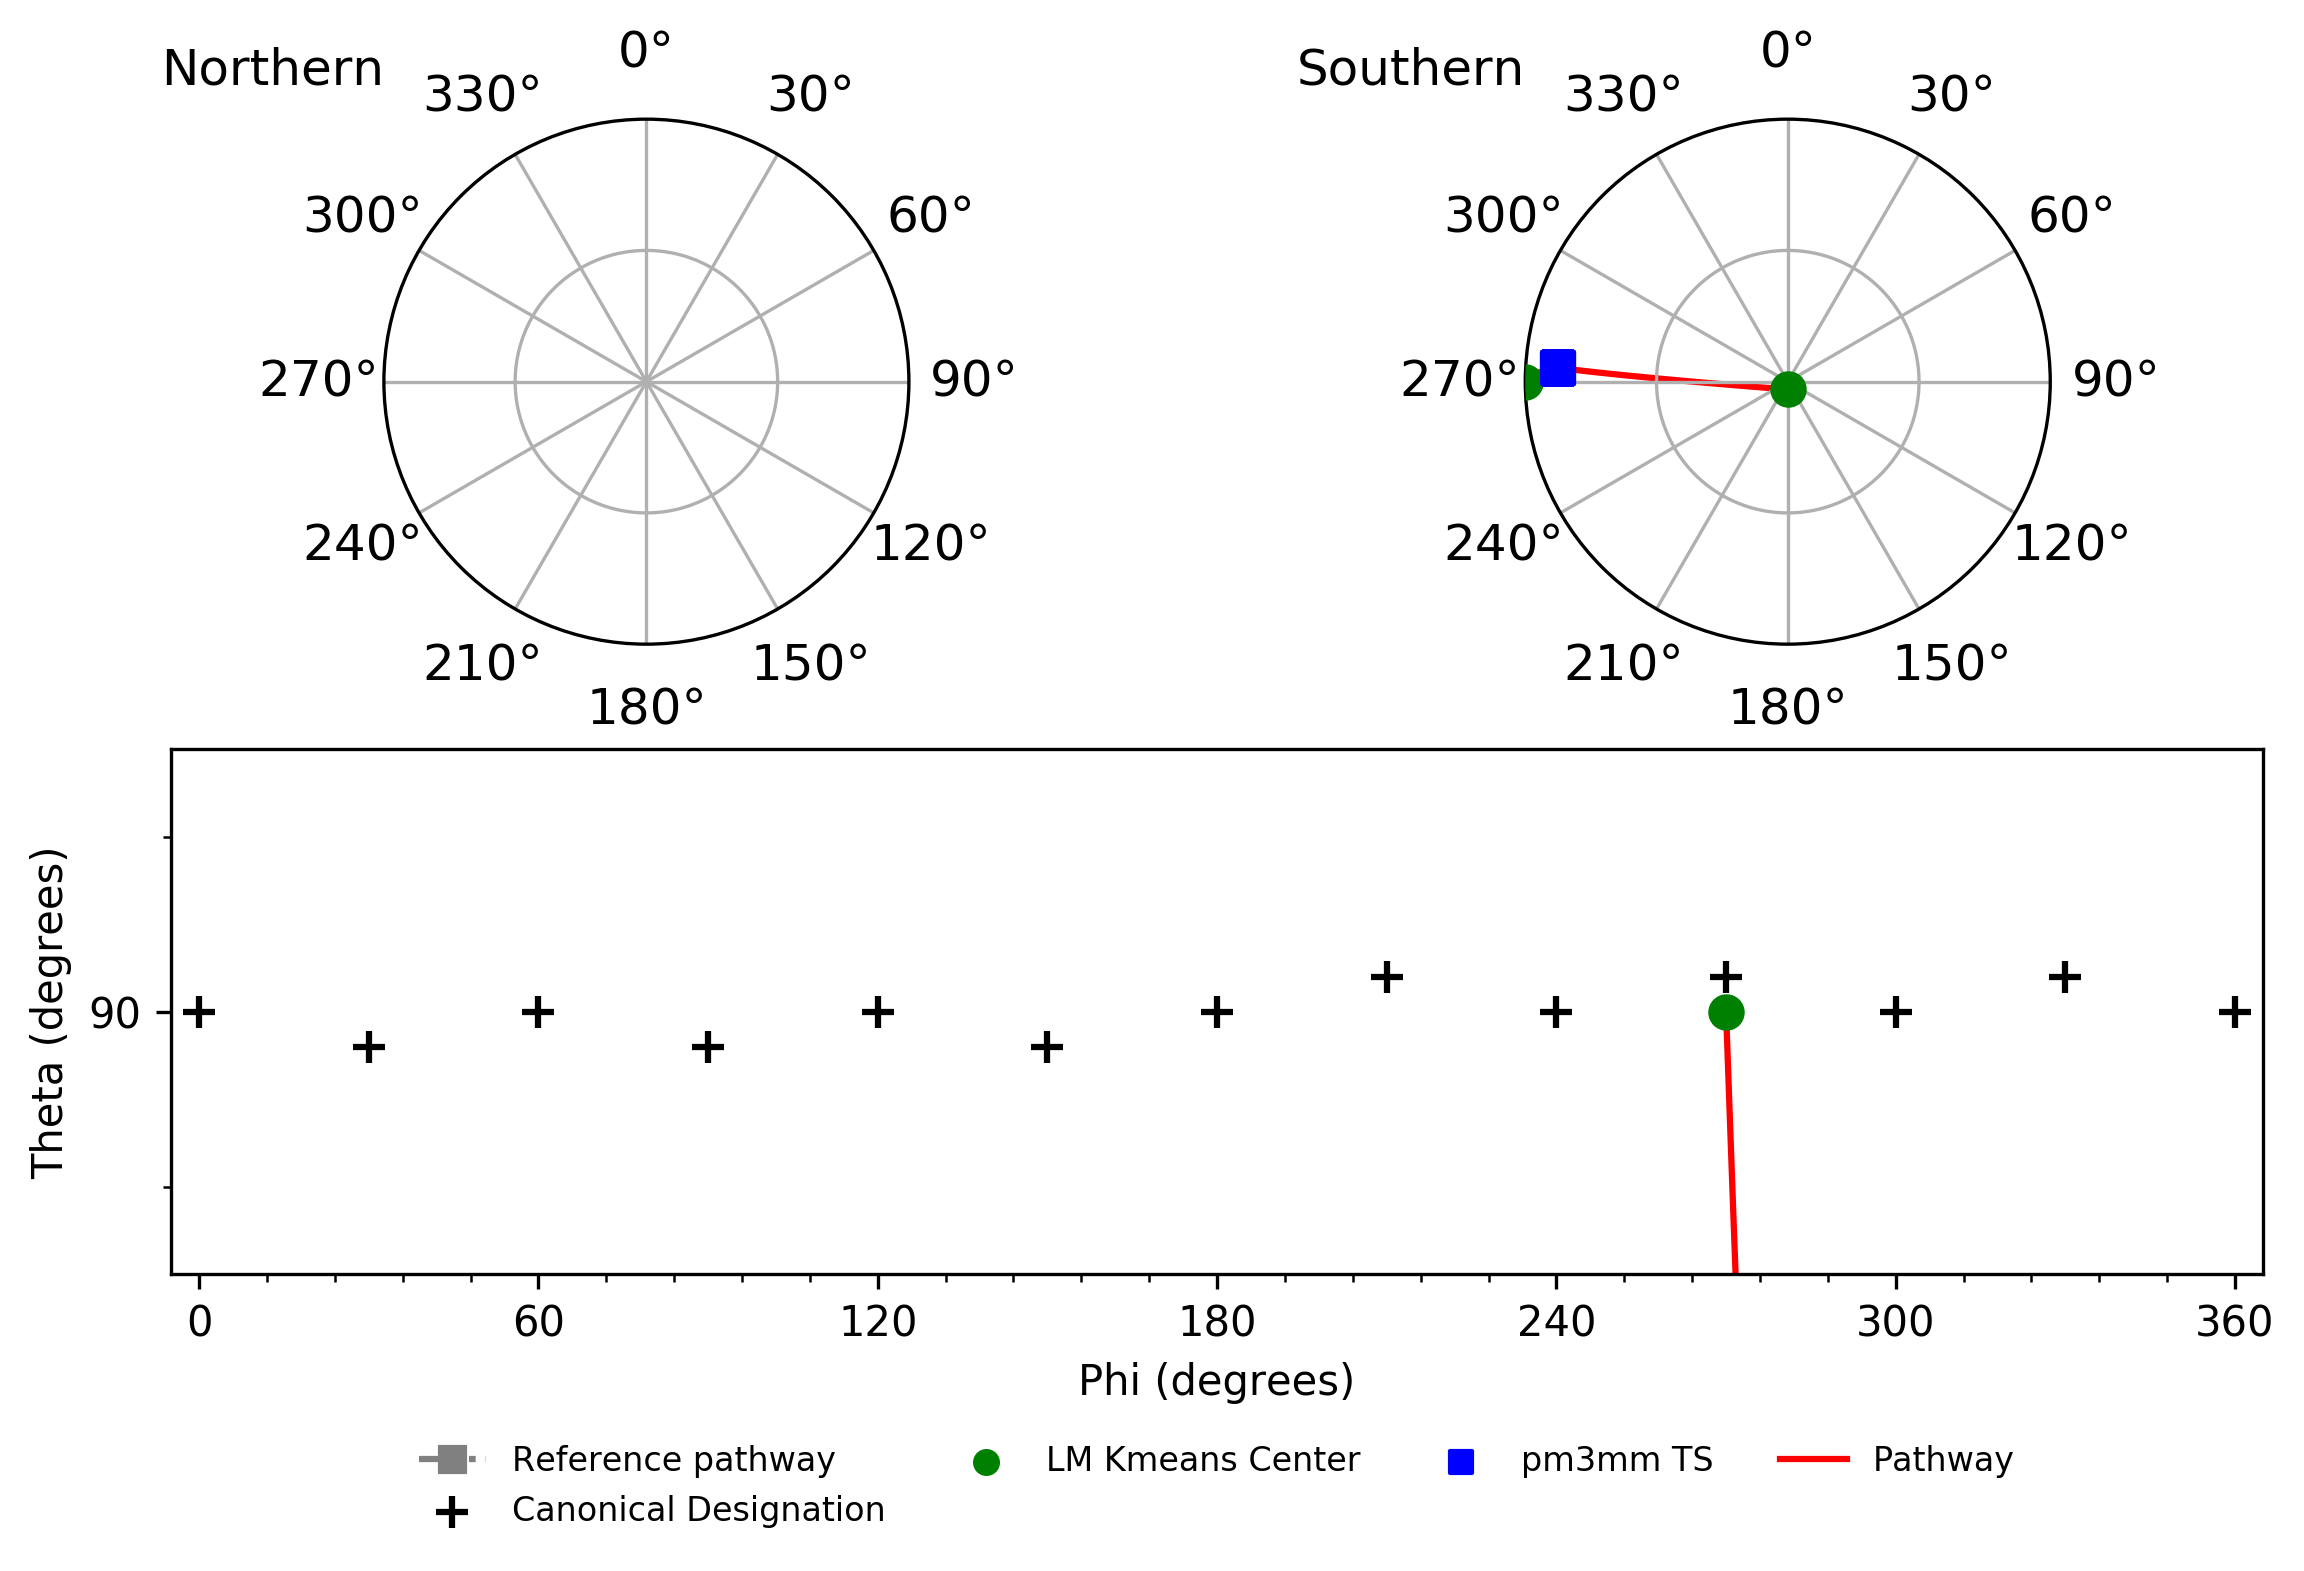 Northern
0°
30°
60°
90°
120°
150°
180°
210°
240°
270°
300°
330°
Southern
0°
30°
60°
90°
120°
150°
180°
210°
240°
270°
300°
330°
Theta (degrees)
90
0 60 120 180 240 300 360
Phi (degrees)
Reference pathway
Canonical Designation
LM Kmeans Center
pm3mm TS
Pathway